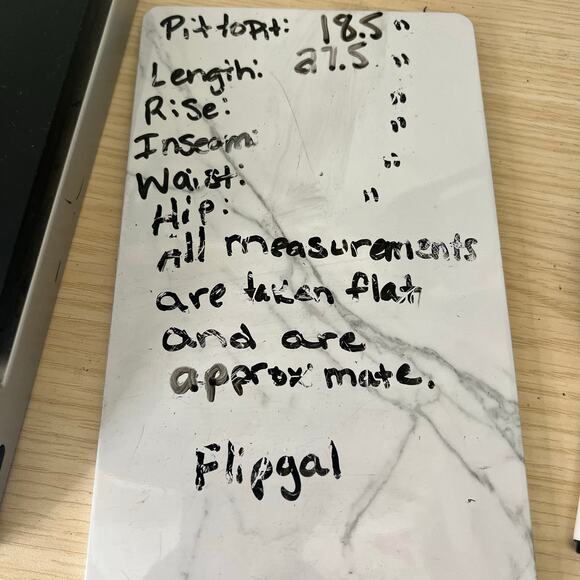 Pit to Pit: 18.5 "
Length: 27.5 "
Rise: "
Inseam: "
Waist: "
Hip: "
All measurements
are taken flat
and are
approximate.
Flipgal